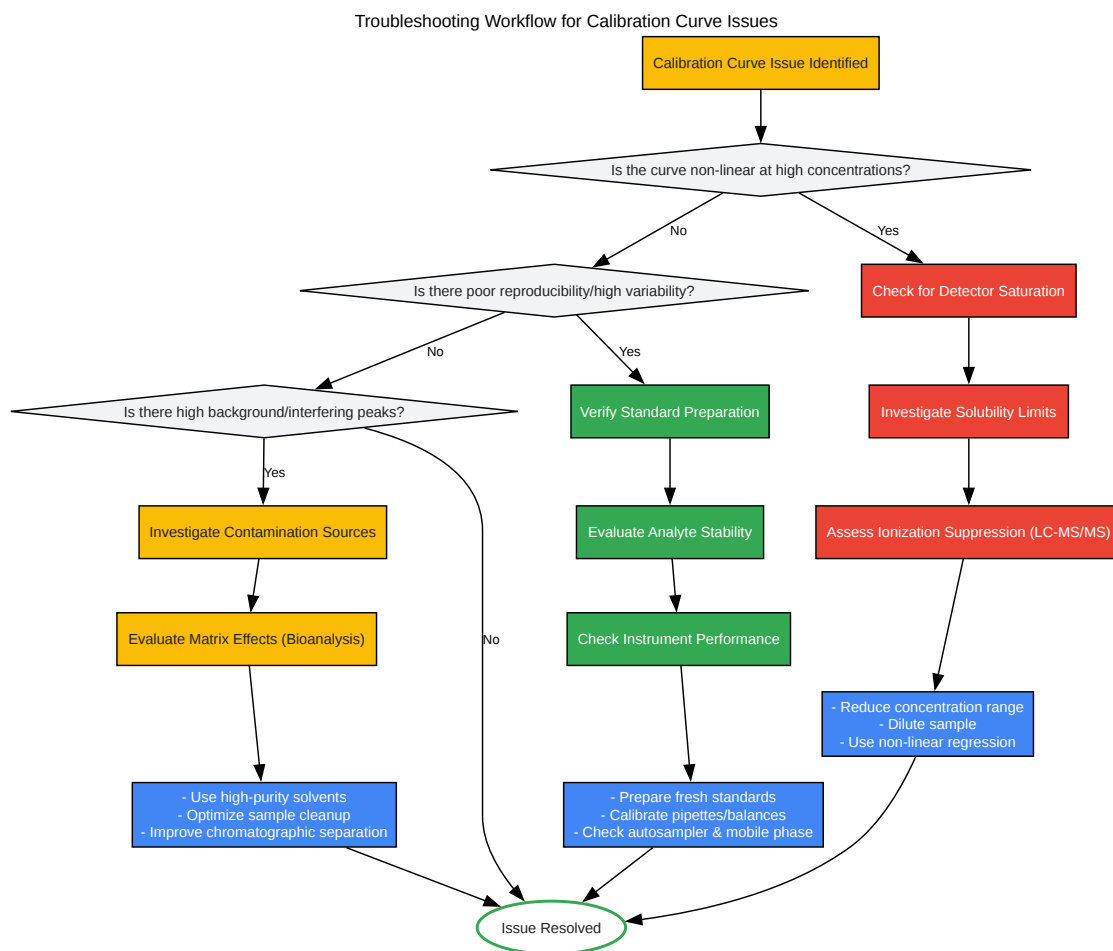 Troubleshooting Workflow for Calibration Curve Issues
Calibration Curve Issue Identified
Is the curve non-linear at high concentrations?
No
Yes
Is there poor reproducibility/high variability?
Check for Detector Saturation
No
Yes
Is there high background/interfering peaks?
Verify Standard Preparation
Investigate Solubility Limits
Yes
Investigate Contamination Sources
Evaluate Analyte Stability
Assess Ionization Suppression (LC-MS/MS)
Evaluate Matrix Effects (Bioanalysis)
No
Check Instrument Performance
- Reduce concentration range
- Dilute sample
- Use non-linear regression
- Use high-purity solvents
- Optimize sample cleanup
- Improve chromatographic separation
- Prepare fresh standards
- Calibrate pipettes/balances
- Check autosampler & mobile phase
Issue Resolved